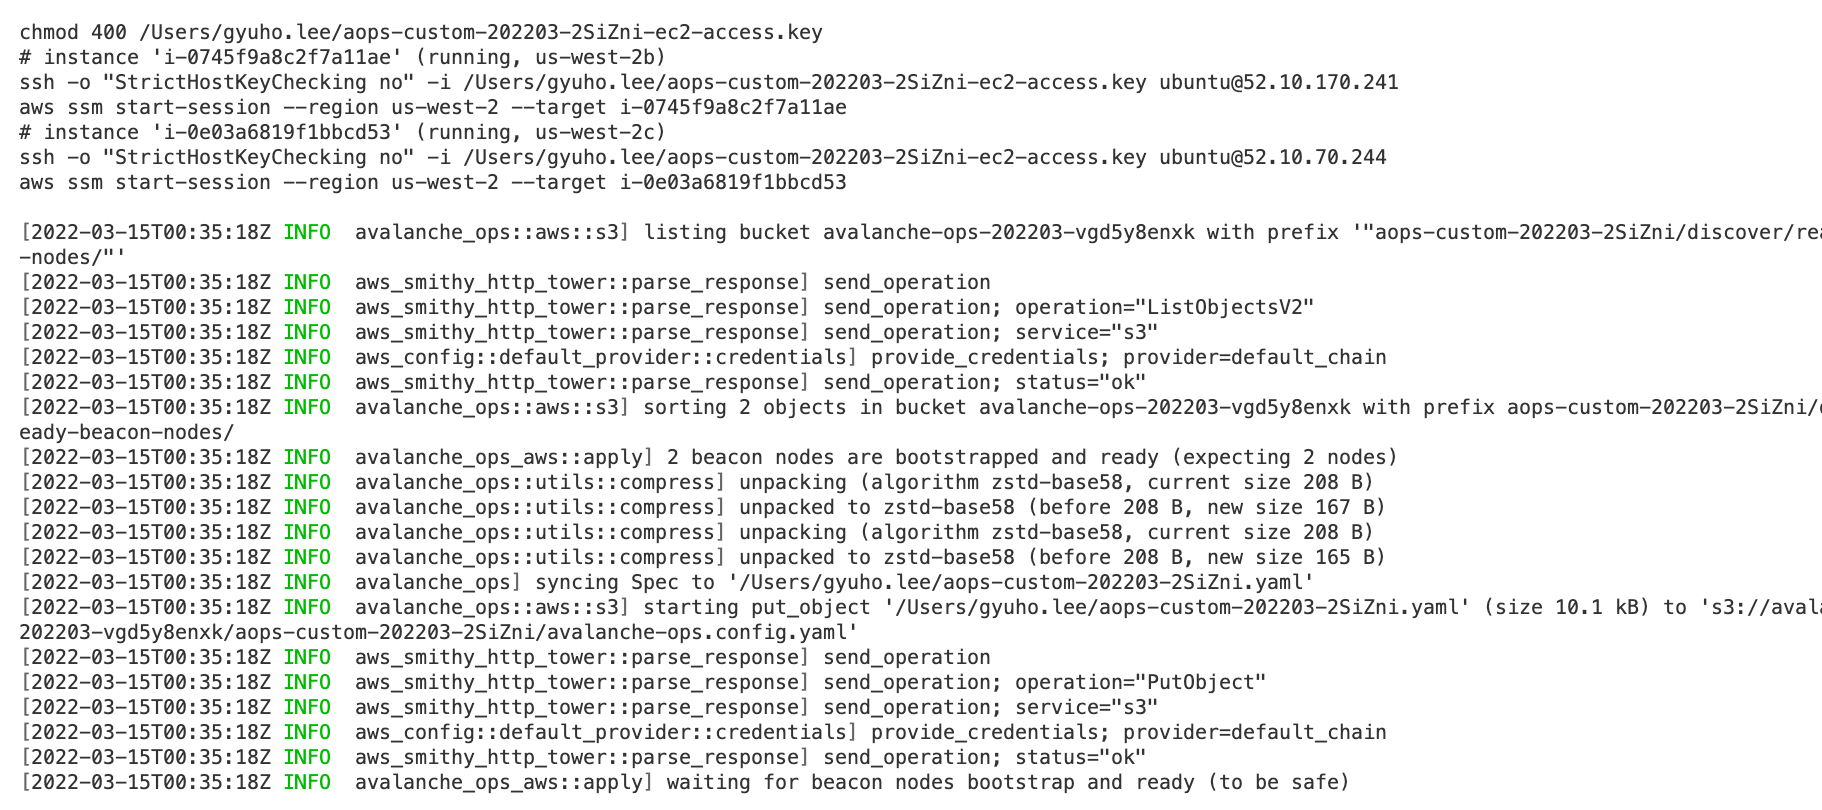 chmod 400 /Users/gyuho.lee/aops-custom-202203-2SiZni-ec2-access.key
# instance 'i-0745f9a8c2f7a11ae' (running, us-west-2b)
ssh -o "StrictHostKeyChecking no" -i /Users/gyuho.lee/aops-custom-202203-2SiZni-ec2-access.key ubuntu@52.10.170.241
aws ssm start-session --region us-west-2 --target i-0745f9a8c2f7a11ae
# instance 'i-0e03a6819f1bbcd53' (running, us-west-2c)
ssh -o "StrictHostKeyChecking no" -i /Users/gyuho.lee/aops-custom-202203-2SiZni-ec2-access.key ubuntu@52.10.70.244
aws ssm start-session --region us-west-2 --target i-0e03a6819f1bbcd53
[2022-03-15T00:35:18Z INFO  avalanche_ops::aws::s3] listing bucket avalanche-ops-202203-vgd5y8enxk with prefix '"aops-custom-202203-2SiZni/discover/rea
-nodes/"'
[2022-03-15T00:35:18Z INFO  aws_smithy_http_tower::parse_response] send_operation
[2022-03-15T00:35:18Z INFO  aws_smithy_http_tower::parse_response] send_operation; operation="ListObjectsV2"
[2022-03-15T00:35:18Z INFO  aws_smithy_http_tower::parse_response] send_operation; service="s3"
[2022-03-15T00:35:18Z INFO  aws_config::default_provider::credentials] provide_credentials; provider=default_chain
[2022-03-15T00:35:18Z INFO  aws_smithy_http_tower::parse_response] send_operation; status="ok"
[2022-03-15T00:35:18Z INFO  avalanche_ops::aws::s3] sorting 2 objects in bucket avalanche-ops-202203-vgd5y8enxk with prefix aops-custom-202203-2SiZni/
eady-beacon-nodes/
[2022-03-15T00:35:18Z INFO  avalanche_ops_aws::apply] 2 beacon nodes are bootstrapped and ready (expecting 2 nodes)
[2022-03-15T00:35:18Z INFO  avalanche_ops::utils::compress] unpacking (algorithm zstd-base58, current size 208 B)
[2022-03-15T00:35:18Z INFO  avalanche_ops::utils::compress] unpacked to zstd-base58 (before 208 B, new size 167 B)
[2022-03-15T00:35:18Z INFO  avalanche_ops::utils::compress] unpacking (algorithm zstd-base58, current size 208 B)
[2022-03-15T00:35:18Z INFO  avalanche_ops::utils::compress] unpacked to zstd-base58 (before 208 B, new size 165 B)
[2022-03-15T00:35:18Z INFO  avalanche_ops] syncing Spec to '/Users/gyuho.lee/aops-custom-202203-2SiZni.yaml'
[2022-03-15T00:35:18Z INFO  avalanche_ops::aws::s3] starting put_object '/Users/gyuho.lee/aops-custom-202203-2SiZni.yaml' (size 10.1 kB) to 's3://aval
202203-vgd5y8enxk/aops-custom-202203-2SiZni/avalanche-ops.config.yaml'
[2022-03-15T00:35:18Z INFO  aws_smithy_http_tower::parse_response] send_operation
[2022-03-15T00:35:18Z INFO  aws_smithy_http_tower::parse_response] send_operation; operation="PutObject"
[2022-03-15T00:35:18Z INFO  aws_smithy_http_tower::parse_response] send_operation; service="s3"
[2022-03-15T00:35:18Z INFO  aws_config::default_provider::credentials] provide_credentials; provider=default_chain
[2022-03-15T00:35:18Z INFO  aws_smithy_http_tower::parse_response] send_operation; status="ok"
[2022-03-15T00:35:18Z INFO  avalanche_ops_aws::apply] waiting for beacon nodes bootstrap and ready (to be safe)